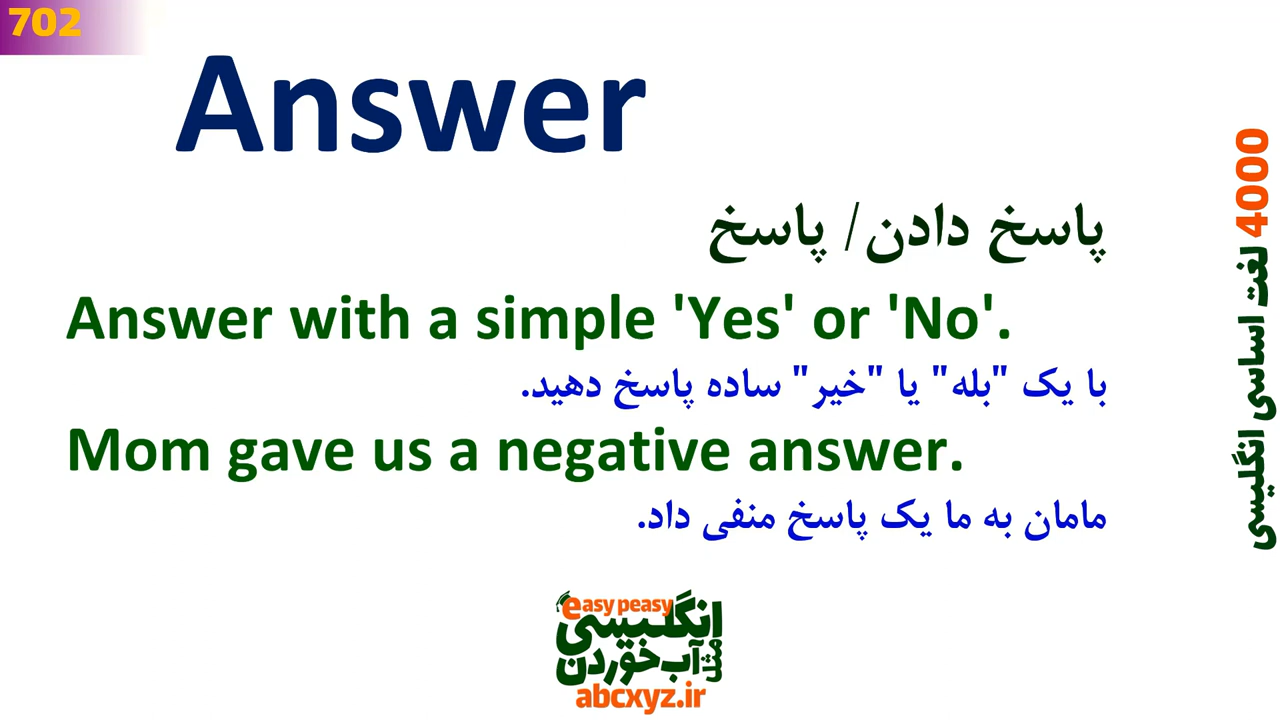 702
Answer
پاسخ دادن/ پاسخ
Answer with a simple 'Yes' or 'No'.
با یک "بله" یا "خیر" ساده پاسخ دهید.
Mom gave us a negative answer.
مامان به ما یک پاسخ منفی داد.
4000 لغت اساسی انگلیسی
easy peasy
انگلیسی
مثل آب خوردن
abcxyz.ir